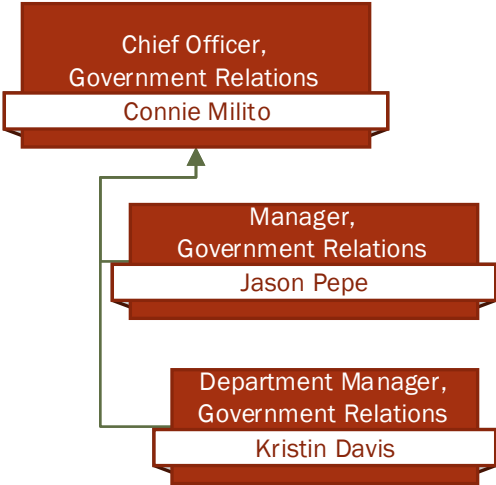 Chief Officer,
Government Relations
Connie Milito
Manager,
Government Relations
Jason Pepe
Department Manager,
Government Relations
Kristin Davis